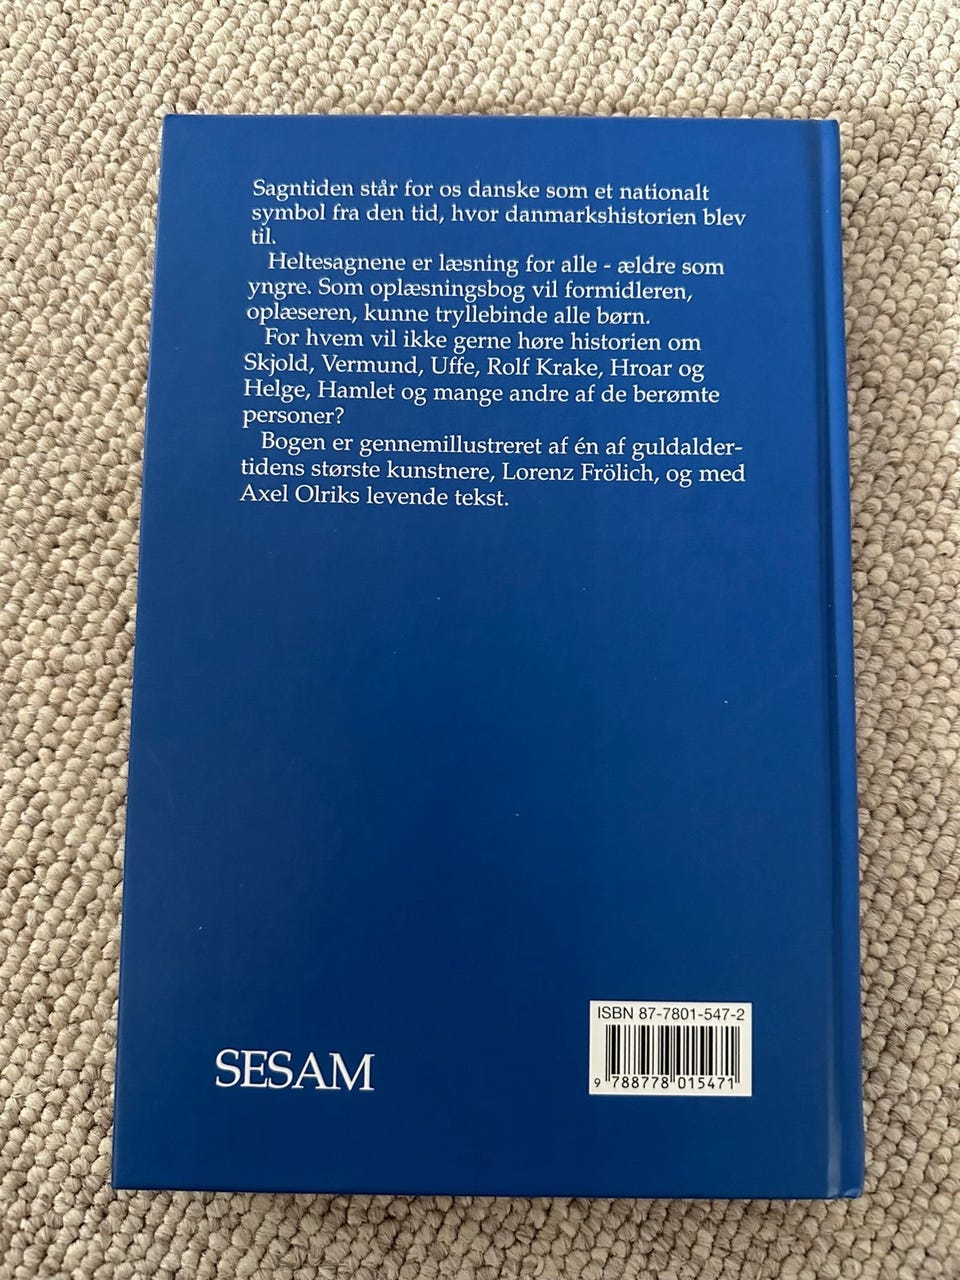 Sagntiden står for os danske som et nationalt
symbol fra den tid, hvor danmarkshistorien blev
til.
Heltesagnene er læsning for alle - ældre som
yngre. Som oplæsningsbog vil formidleren,
oplæseren, kunne tryllebinde alle børn.
For hvem vil ikke gerne høre historien om
Skjold, Vermund, Uffe, Rolf Krake, Hroar og
Helge, Hamlet og mange andre af de berømte
personer?
Bogen er gennemillustreret af én af guldalder-
tidens største kunstnere, Lorenz Frölich, og med
Axel Olriks levende tekst.
ISBN 87-7801-547-2
9 788778 015471
SESAM